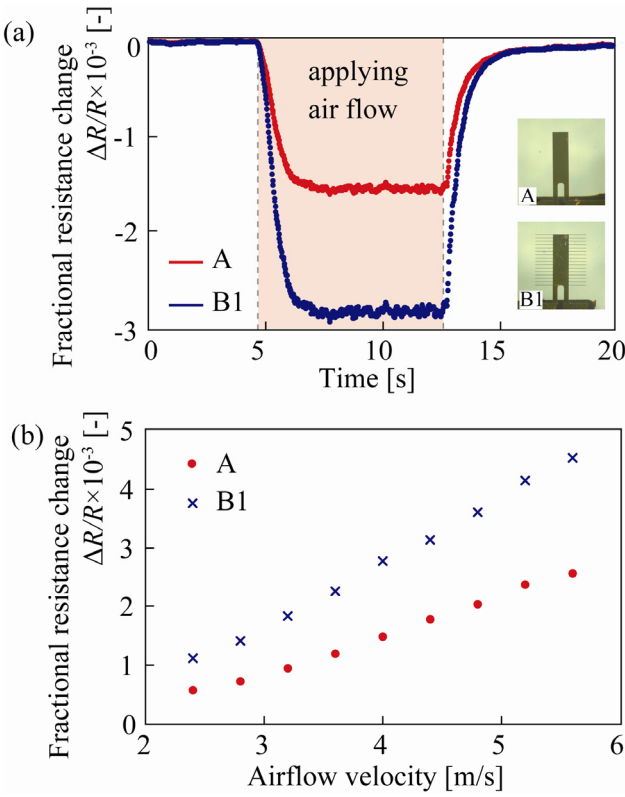 (a)
Fractional resistance change
ΔR/R×10⁻³ [-]
0
-1
-2
-3
applying
air flow
A
B1
A
B1
0
5
10
15
20
Time [s]
(b)
Fractional resistance change
ΔR/R×10⁻³ [-]
5
4
3
2
1
0
A
B1
2
3
4
5
6
Airflow velocity [m/s]